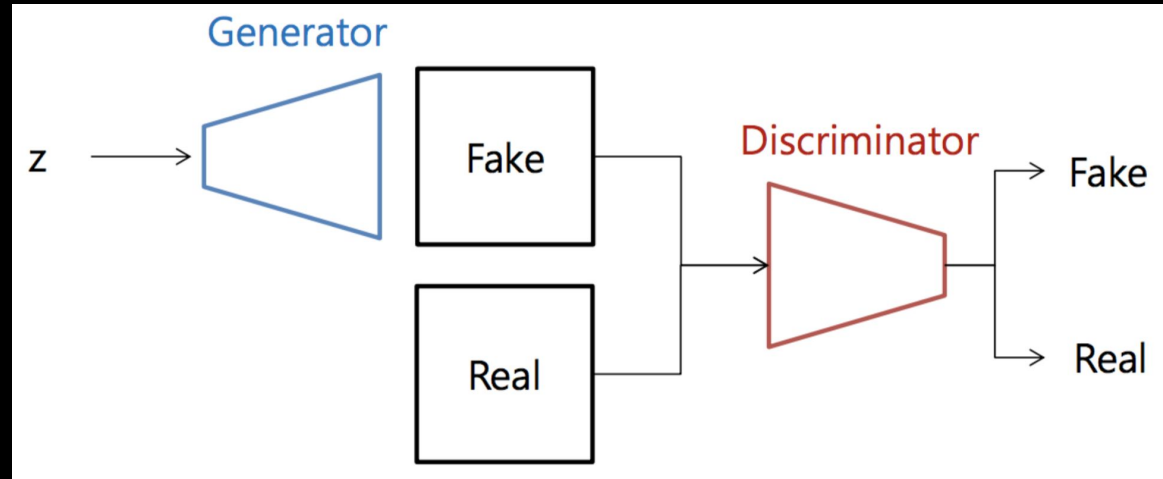 Generator
z
Fake
Real
Discriminator
Fake
Real